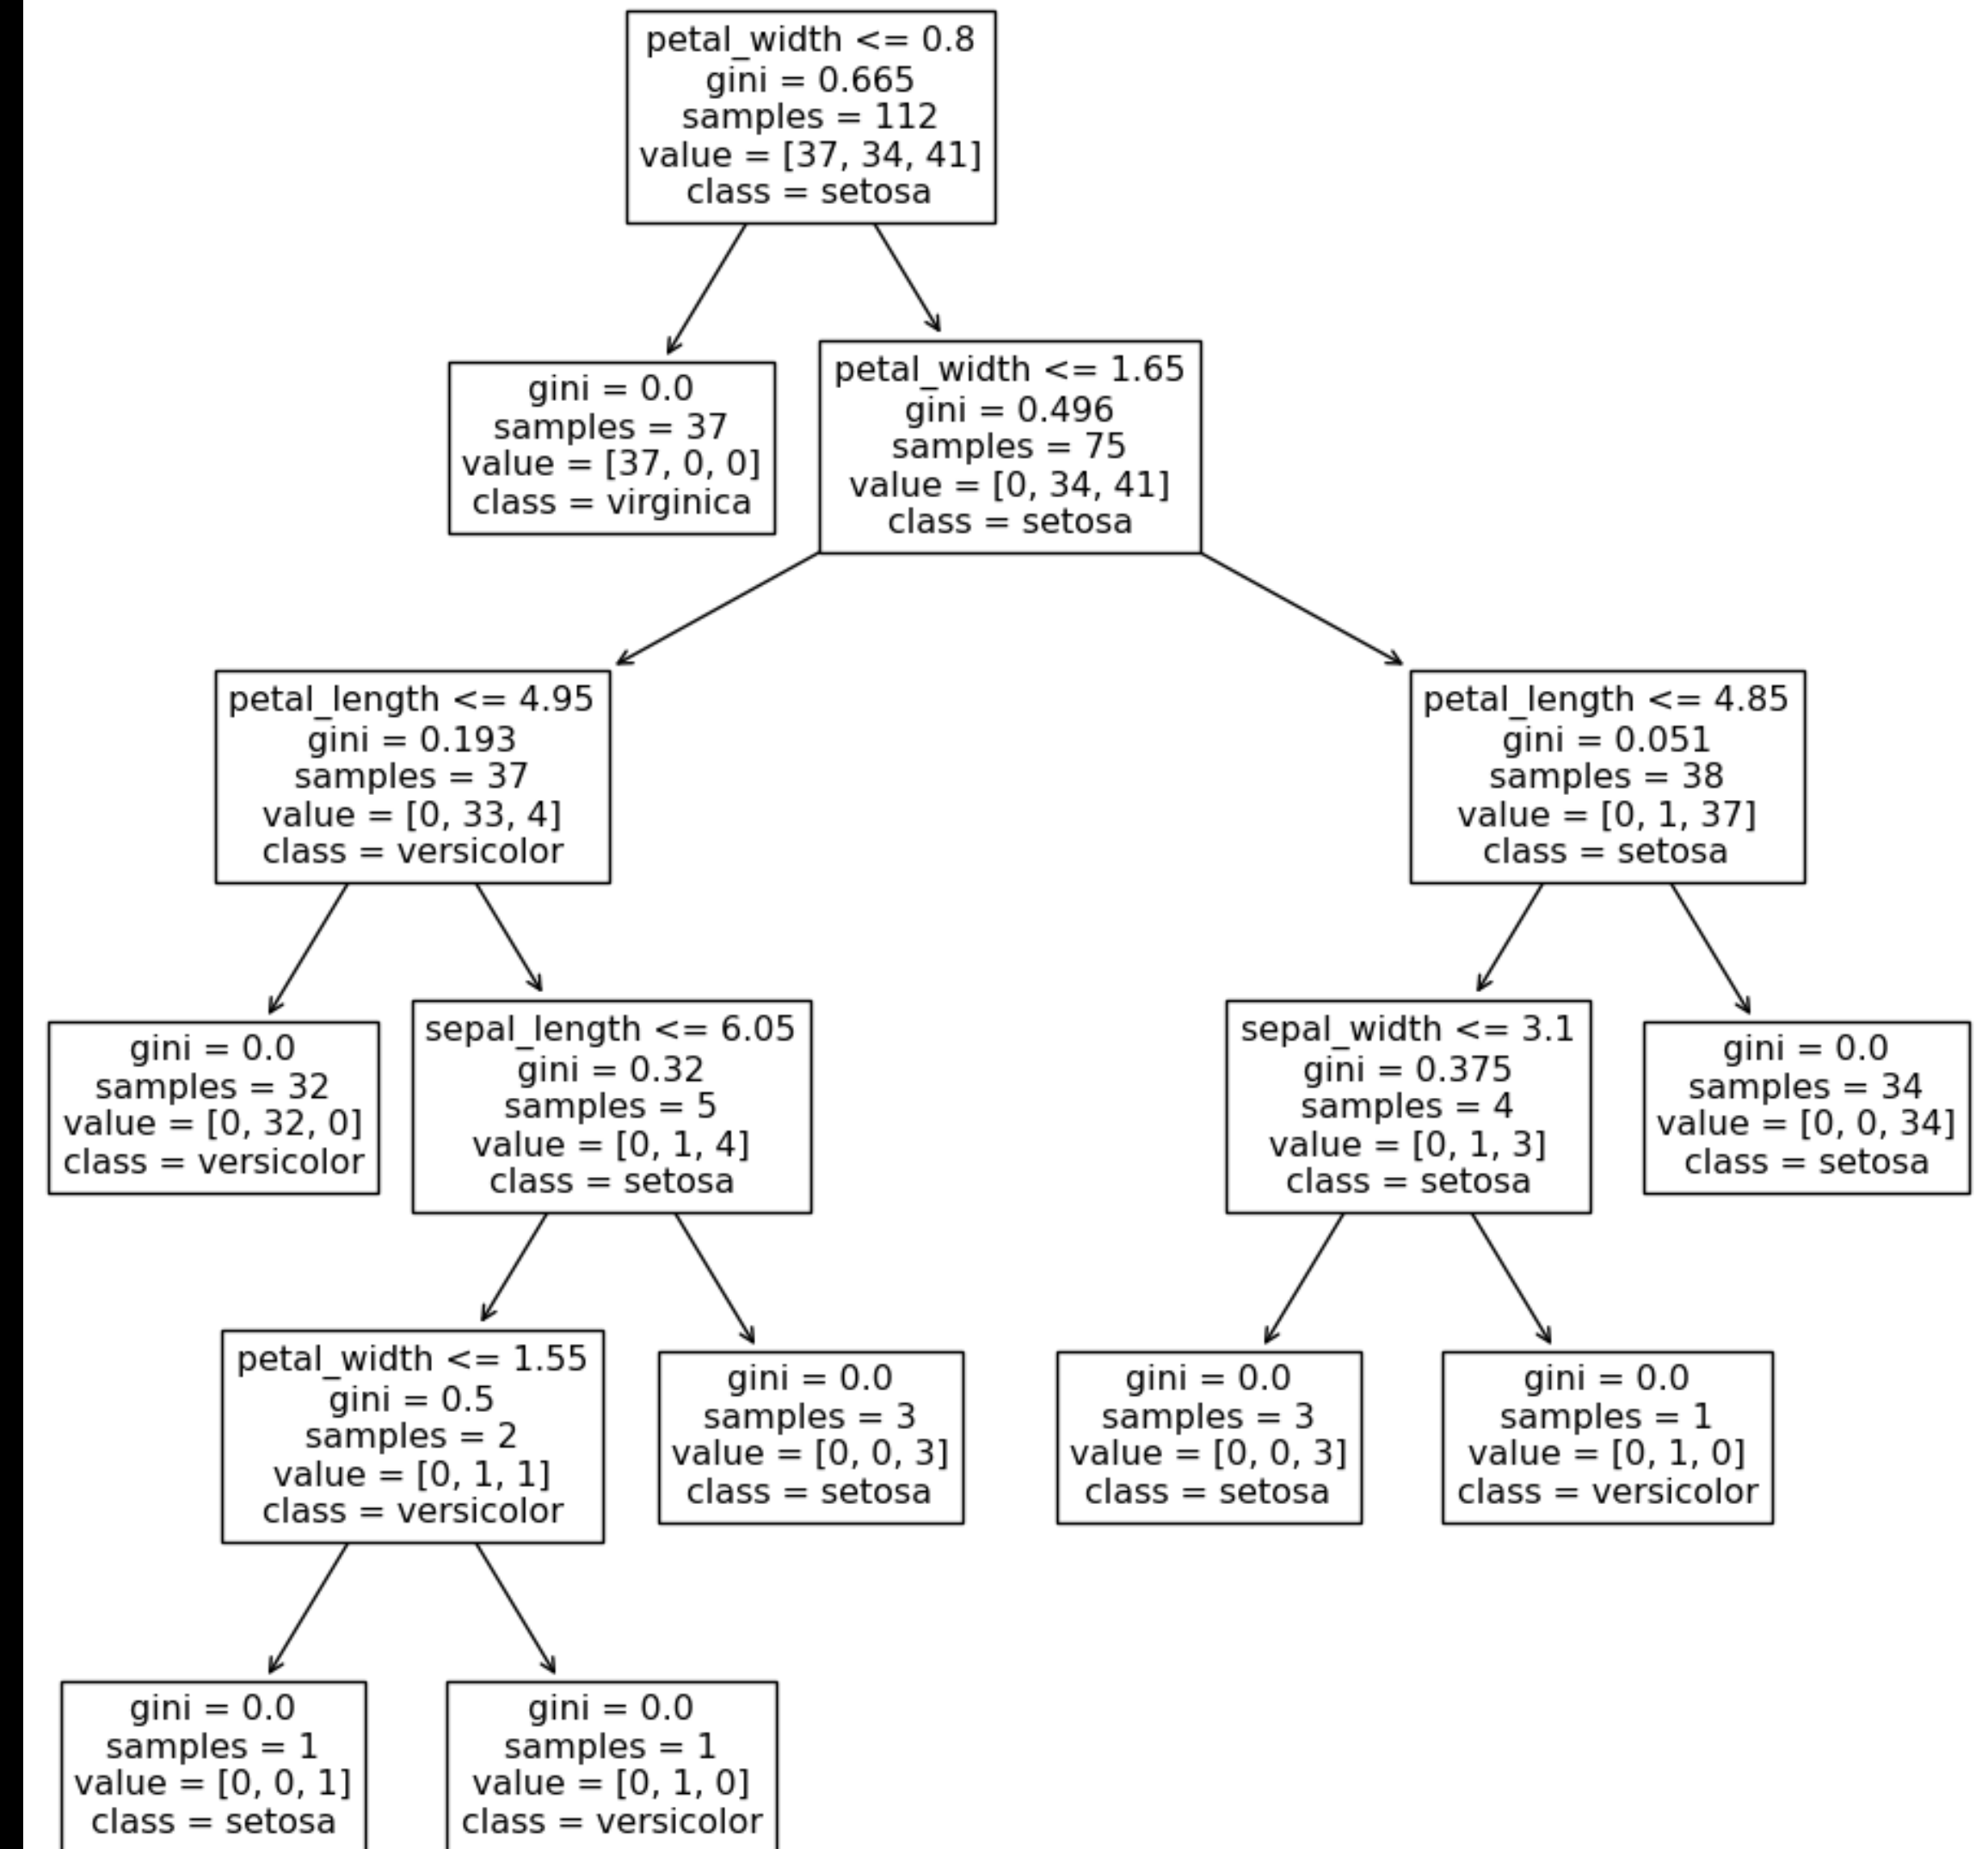 petal_width <= 0.8
gini = 0.665
samples = 112
value = [37, 34, 41]
class = setosa
gini = 0.0
samples = 37
value = [37, 0, 0]
class = virginica
petal_width <= 1.65
gini = 0.496
samples = 75
value = [0, 34, 41]
class = setosa
petal_length <= 4.95
gini = 0.193
samples = 37
value = [0, 33, 4]
class = versicolor
petal_length <= 4.85
gini = 0.051
samples = 38
value = [0, 1, 37]
class = setosa
gini = 0.0
samples = 32
value = [0, 32, 0]
class = versicolor
sepal_length <= 6.05
gini = 0.32
samples = 5
value = [0, 1, 4]
class = setosa
sepal_width <= 3.1
gini = 0.375
samples = 4
value = [0, 1, 3]
class = setosa
gini = 0.0
samples = 34
value = [0, 0, 34]
class = setosa
petal_width <= 1.55
gini = 0.5
samples = 2
value = [0, 1, 1]
class = versicolor
gini = 0.0
samples = 3
value = [0, 0, 3]
class = setosa
gini = 0.0
samples = 3
value = [0, 0, 3]
class = setosa
gini = 0.0
samples = 1
value = [0, 1, 0]
class = versicolor
gini = 0.0
samples = 1
value = [0, 0, 1]
class = setosa
gini = 0.0
samples = 1
value = [0, 1, 0]
class = versicolor